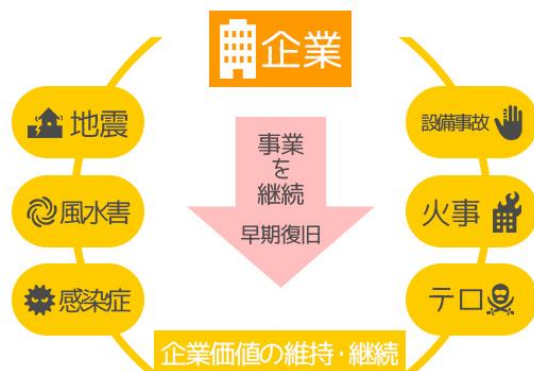 企業
地震
風水害
感染症
事業
を
継続
早期復旧
設備事故
火事
テロ
企業価値の維持・継続